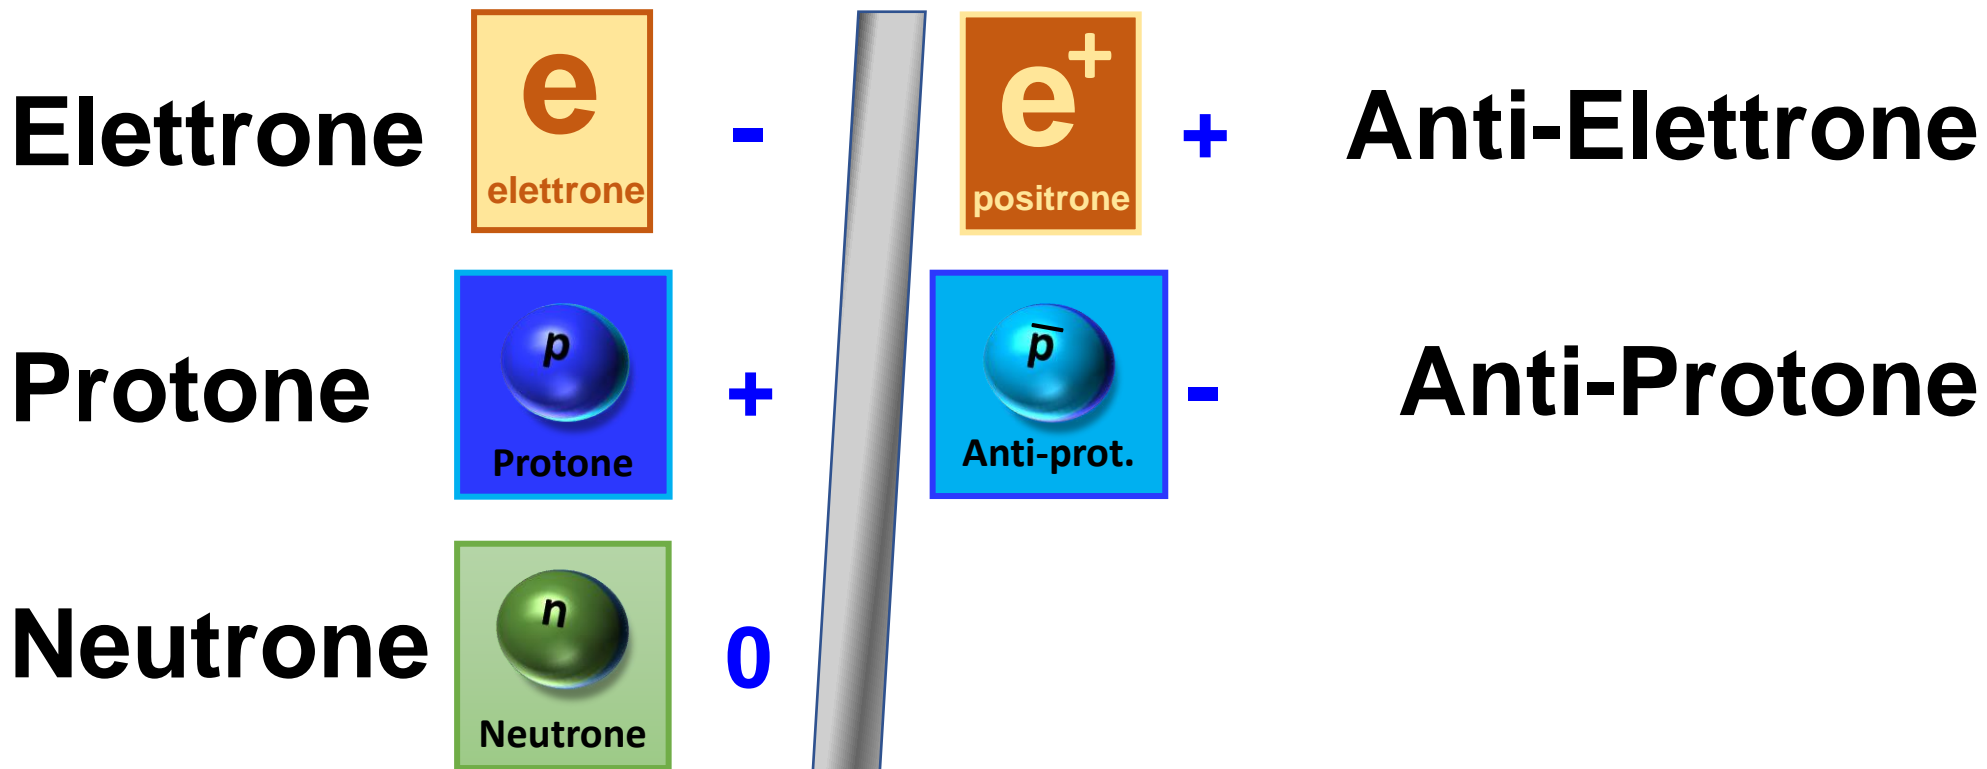 Elettrone
e
elettrone
-
e+
positrone
+
Anti-Elettrone
Protone
p
Protone
+
p̅
Anti-prot.
-
Anti-Protone
Neutrone
n
Neutrone
0